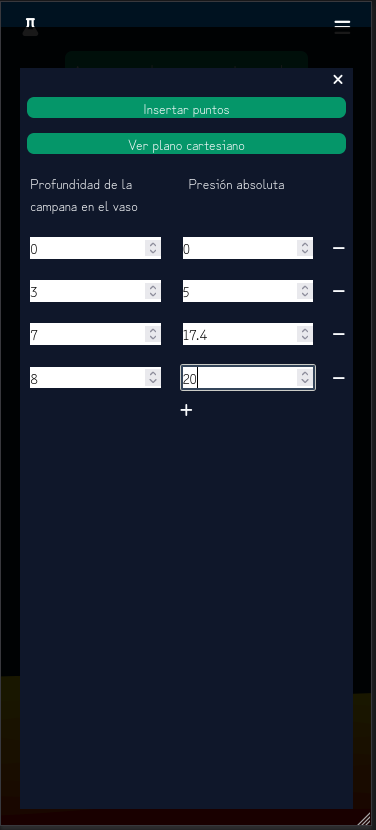 π
×
Insertar puntos
Ver plano cartesiano
Profundidad de la campana en el vaso
Presión absoluta
0 0 −
3 5 −
7 17.4 −
8 20 −
+